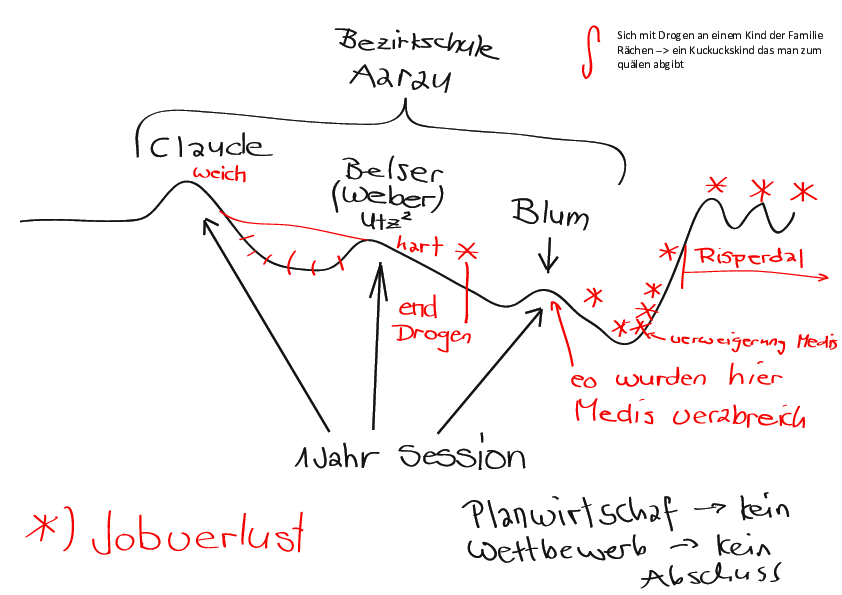 Bezirkschule
Aarau
Sich mit Drogen an einem Kind der Familie
Rächen --> ein Kuckuckskind das man zum
quälen abgibt
Claude
weich
Belser
(Weber)
Utz²
Blum
hart *
end
Drogen
Risperdal
verweigerung Medis
eo wurden hier
Medis verabreich
1 Jahr Session
*) Jobverlust
Planwirtschaf → kein
Wettbewerb → kein
Abschuss